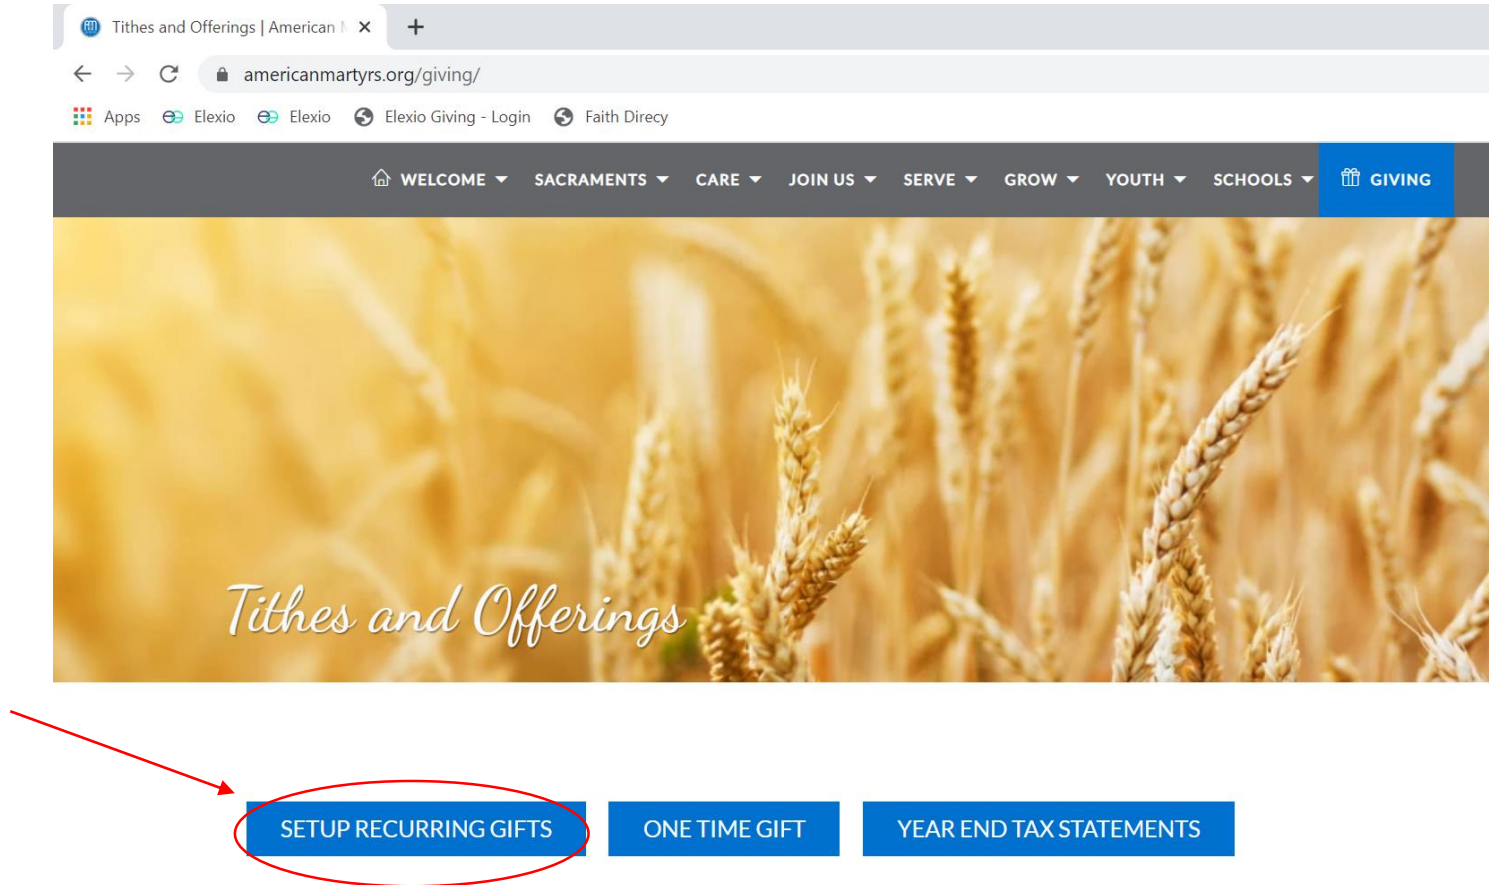 Tithes and Offerings | American
americanmartyrs.org/giving/
Apps Elexio Elexio Elexio Giving - Login Faith Direcy
WELCOME SACRAMENTS CARE JOIN US SERVE GROW YOUTH SCHOOLS GIVING
Tithes and Offerings
SETUP RECURRING GIFTS ONE TIME GIFT YEAR END TAX STATEMENTS